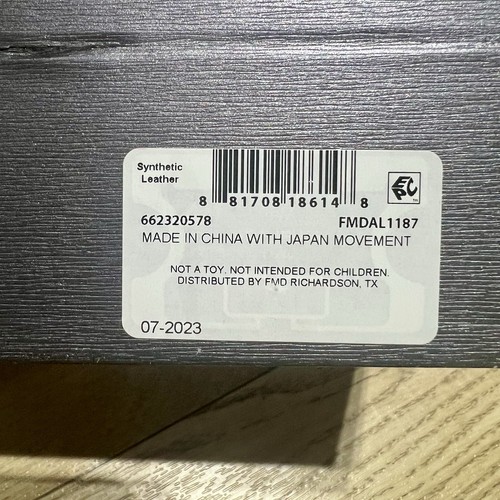 Synthetic
Leather
8 81708 18614 8
EPC
662320578 FMDAL1187
MADE IN CHINA WITH JAPAN MOVEMENT
NOT A TOY. NOT INTENDED FOR CHILDREN.
DISTRIBUTED BY FMD RICHARDSON, TX
07-2023